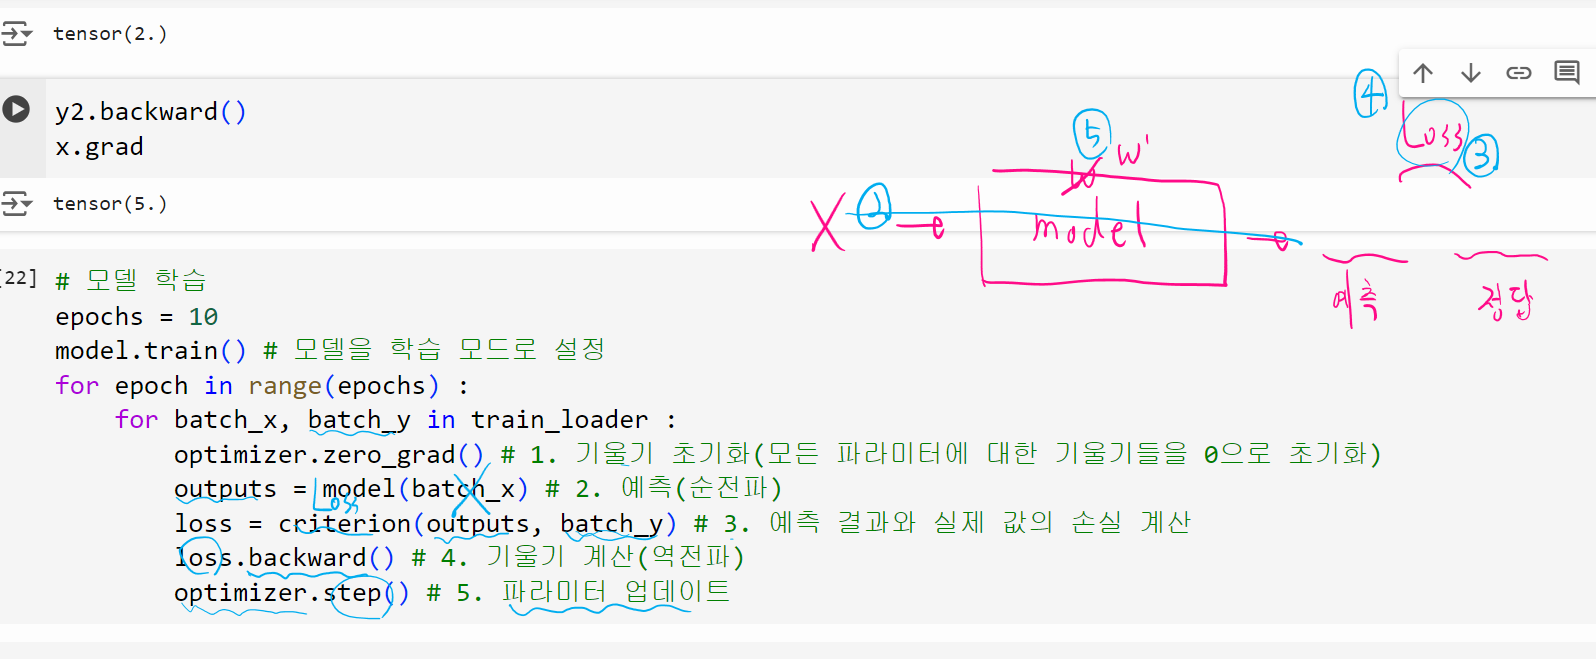 tensor(2.)
y2.backward()
x.grad
tensor(5.)
④
Loss
③
⑤
w w'
X ② model
예측 정답
[22] # 모델 학습
epochs = 10
model.train() # 모델을 학습 모드로 설정
for epoch in range(epochs) :
for batch_x, batch_y in train_loader :
optimizer.zero_grad() # 1. 기울기 초기화(모든 파라미터에 대한 기울기들을 0으로 초기화)
outputs = model(batch_x) # 2. 예측(순전파)
X
Loss
loss = criterion(outputs, batch_y) # 3. 예측 결과와 실제 값의 손실 계산
loss.backward() # 4. 기울기 계산(역전파)
optimizer.step() # 5. 파라미터 업데이트